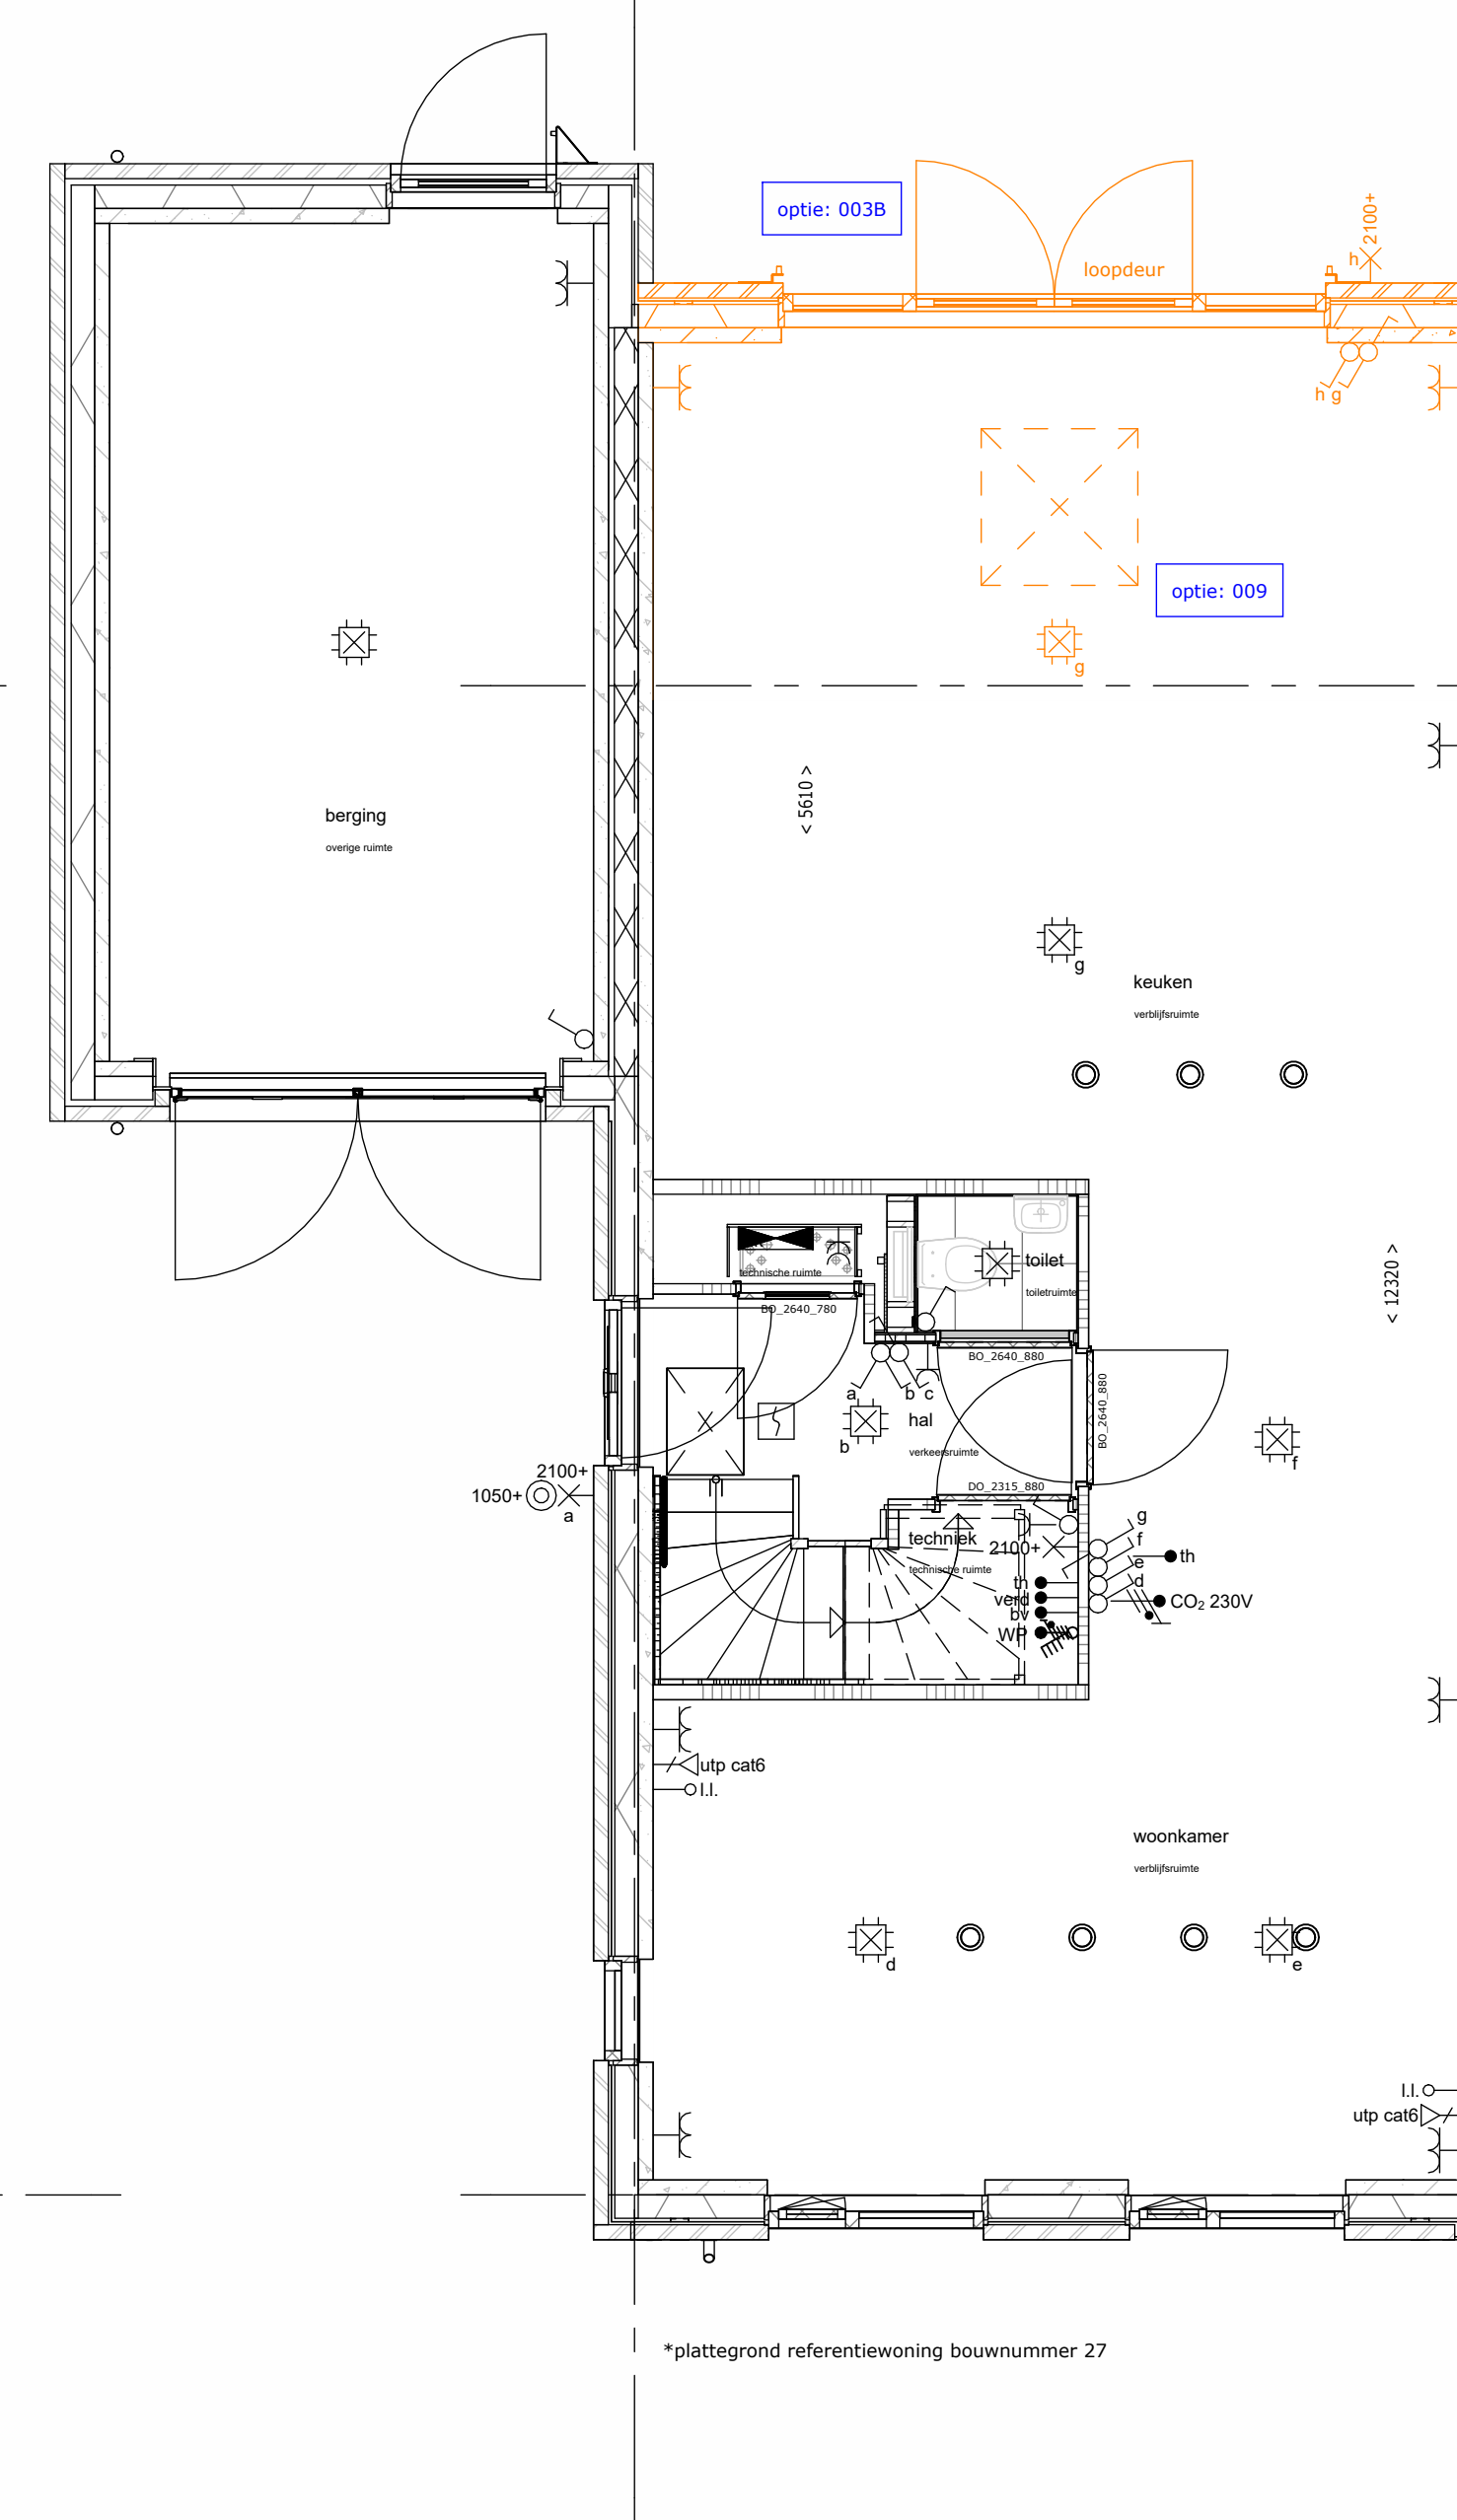 optie: 003B
loopdeur
h
2100+
h g
optie: 009
g
< 5610 >
berging
overige ruimte
g
keuken
verblijfsruimte
< 12320 >
toilet
toiletruimte
technische ruimte
BO_2640_780
BO_2640_880
BO_2640_880
a
b c
hal
b
verkeersruimte
f
DO_2315_880
2100+
1050+
a
techniek
2100+
technische ruimte
g
f
e
d
th
th
verd
bv
WP
CO₂ 230V
utp cat6
l.l.
woonkamer
verblijfsruimte
d
e
l.l.
utp cat6
*plattegrond referentiewoning bouwnummer 27